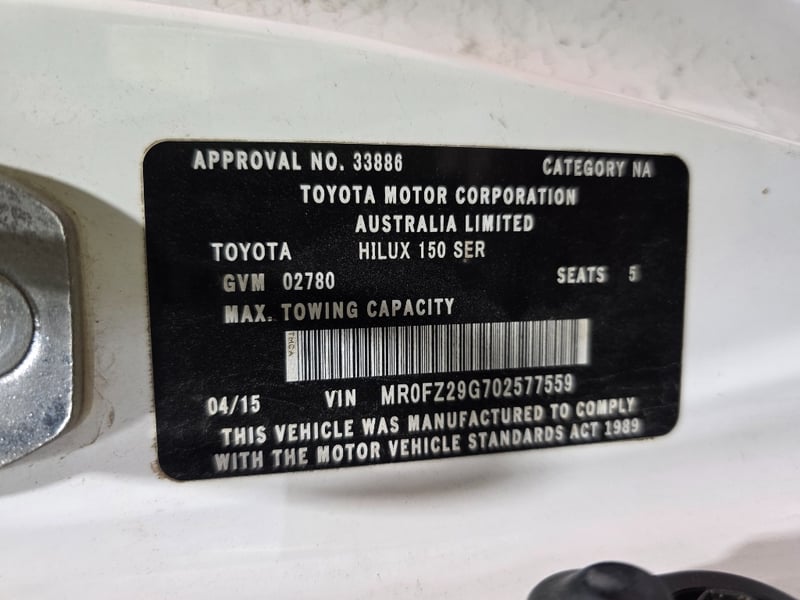 APPROVAL NO. 33886 CATEGORY NA
TOYOTA MOTOR CORPORATION
AUSTRALIA LIMITED
TOYOTA HILUX 150 SER
GVM 02780 SEATS 5
MAX. TOWING CAPACITY
TMCA
04/15 VIN MR0FZ29G702577559
THIS VEHICLE WAS MANUFACTURED TO COMPLY
WITH THE MOTOR VEHICLE STANDARDS ACT 1989